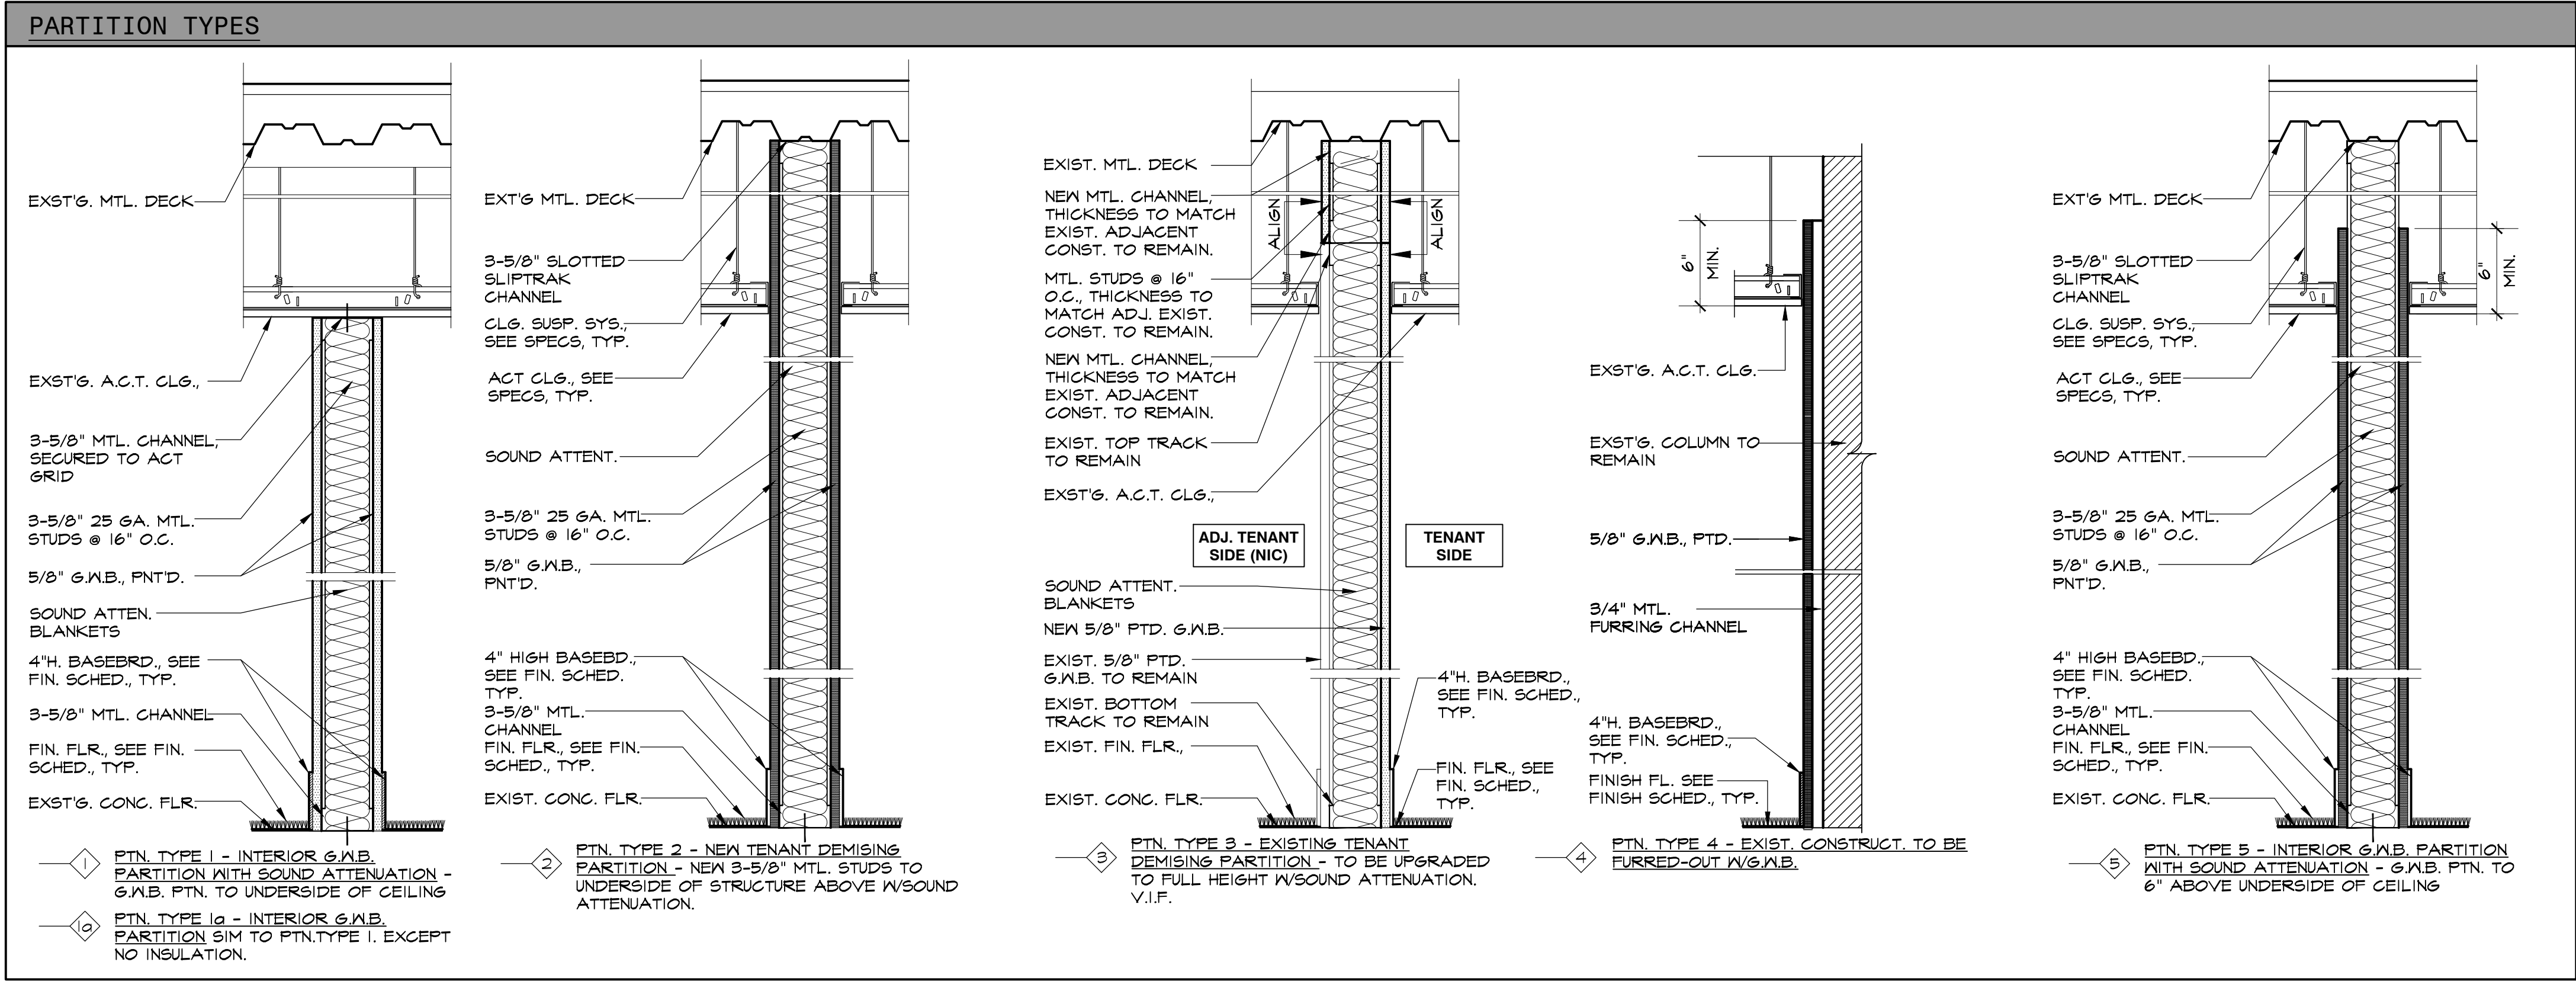 PARTITION TYPES
EXST'G. MTL. DECK
EXST'G. A.C.T. CLG.,
3-5/8" MTL. CHANNEL,
SECURED TO ACT
GRID
3-5/8" 25 GA. MTL.
STUDS @ 16" O.C.
5/8" G.W.B., PNT'D.
SOUND ATTEN.
BLANKETS
4"H. BASEBRD., SEE
FIN. SCHED., TYP.
3-5/8" MTL. CHANNEL
FIN. FLR., SEE FIN.
SCHED., TYP.
EXST'G. CONC. FLR.
1
PTN. TYPE 1 - INTERIOR G.W.B.
PARTITION WITH SOUND ATTENUATION -
G.W.B. PTN. TO UNDERSIDE OF CEILING
1a
PTN. TYPE 1a - INTERIOR G.W.B.
PARTITION SIM TO PTN.TYPE 1. EXCEPT
NO INSULATION.
EXT'G MTL. DECK
3-5/8" SLOTTED
SLIPTRAK
CHANNEL
CLG. SUSP. SYS.,
SEE SPECS, TYP.
ACT CLG., SEE
SPECS, TYP.
SOUND ATTENT.
3-5/8" 25 GA. MTL.
STUDS @ 16" O.C.
5/8" G.W.B.,
PNT'D.
4" HIGH BASEBD.,
SEE FIN. SCHED.
TYP.
3-5/8" MTL.
CHANNEL
FIN. FLR., SEE FIN.
SCHED., TYP.
EXIST. CONC. FLR.
2
PTN. TYPE 2 - NEW TENANT DEMISING
PARTITION - NEW 3-5/8" MTL. STUDS TO
UNDERSIDE OF STRUCTURE ABOVE W/SOUND
ATTENUATION.
EXIST. MTL. DECK
NEW MTL. CHANNEL,
THICKNESS TO MATCH
EXIST. ADJACENT
CONST. TO REMAIN.
MTL. STUDS @ 16"
O.C., THICKNESS TO
MATCH ADJ. EXIST.
CONST. TO REMAIN.
NEW MTL. CHANNEL,
THICKNESS TO MATCH
EXIST. ADJACENT
CONST. TO REMAIN.
EXIST. TOP TRACK
TO REMAIN
EXST'G. A.C.T. CLG.,
ALIGN
ALIGN
ADJ. TENANT
SIDE (NIC)
TENANT
SIDE
SOUND ATTENT.
BLANKETS
NEW 5/8" PTD. G.W.B.
EXIST. 5/8" PTD.
G.W.B. TO REMAIN
EXIST. BOTTOM
TRACK TO REMAIN
EXIST. FIN. FLR.,
EXIST. CONC. FLR.
4"H. BASEBRD.,
SEE FIN. SCHED.,
TYP.
FIN. FLR., SEE
FIN. SCHED.,
TYP.
3
PTN. TYPE 3 - EXISTING TENANT
DEMISING PARTITION - TO BE UPGRADED
TO FULL HEIGHT W/SOUND ATTENUATION.
V.I.F.
6"
MIN.
EXST'G. A.C.T. CLG.
EXST'G. COLUMN TO
REMAIN
5/8" G.W.B., PTD.
3/4" MTL.
FURRING CHANNEL
4"H. BASEBRD.,
SEE FIN. SCHED.,
TYP.
FINISH FL. SEE
FINISH SCHED., TYP.
4
PTN. TYPE 4 - EXIST. CONSTRUCT. TO BE
FURRED-OUT W/G.W.B.
EXT'G MTL. DECK
3-5/8" SLOTTED
SLIPTRAK
CHANNEL
CLG. SUSP. SYS.,
SEE SPECS, TYP.
ACT CLG., SEE
SPECS, TYP.
6"
MIN.
SOUND ATTENT.
3-5/8" 25 GA. MTL.
STUDS @ 16" O.C.
5/8" G.W.B.,
PNT'D.
4" HIGH BASEBD.,
SEE FIN. SCHED.
TYP.
3-5/8" MTL.
CHANNEL
FIN. FLR., SEE FIN.
SCHED., TYP.
EXIST. CONC. FLR.
5
PTN. TYPE 5 - INTERIOR G.W.B. PARTITION
WITH SOUND ATTENUATION - G.W.B. PTN. TO
6" ABOVE UNDERSIDE OF CEILING